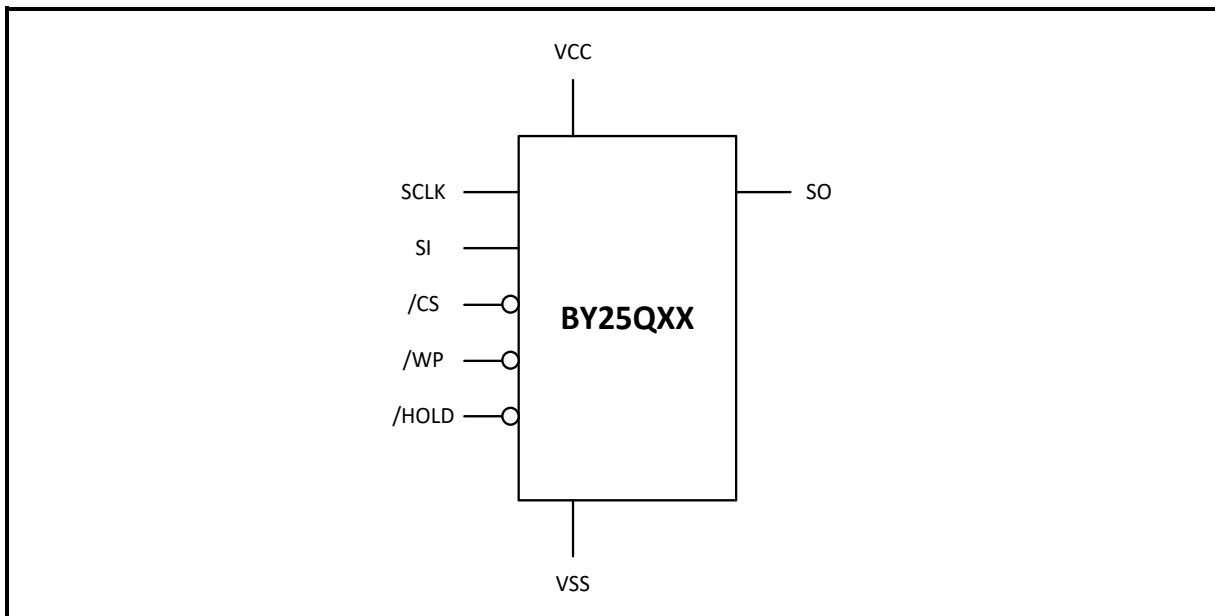 VCC
SCLK
SO
SI
/CS
BY25QXX
/WP
/HOLD
VSS